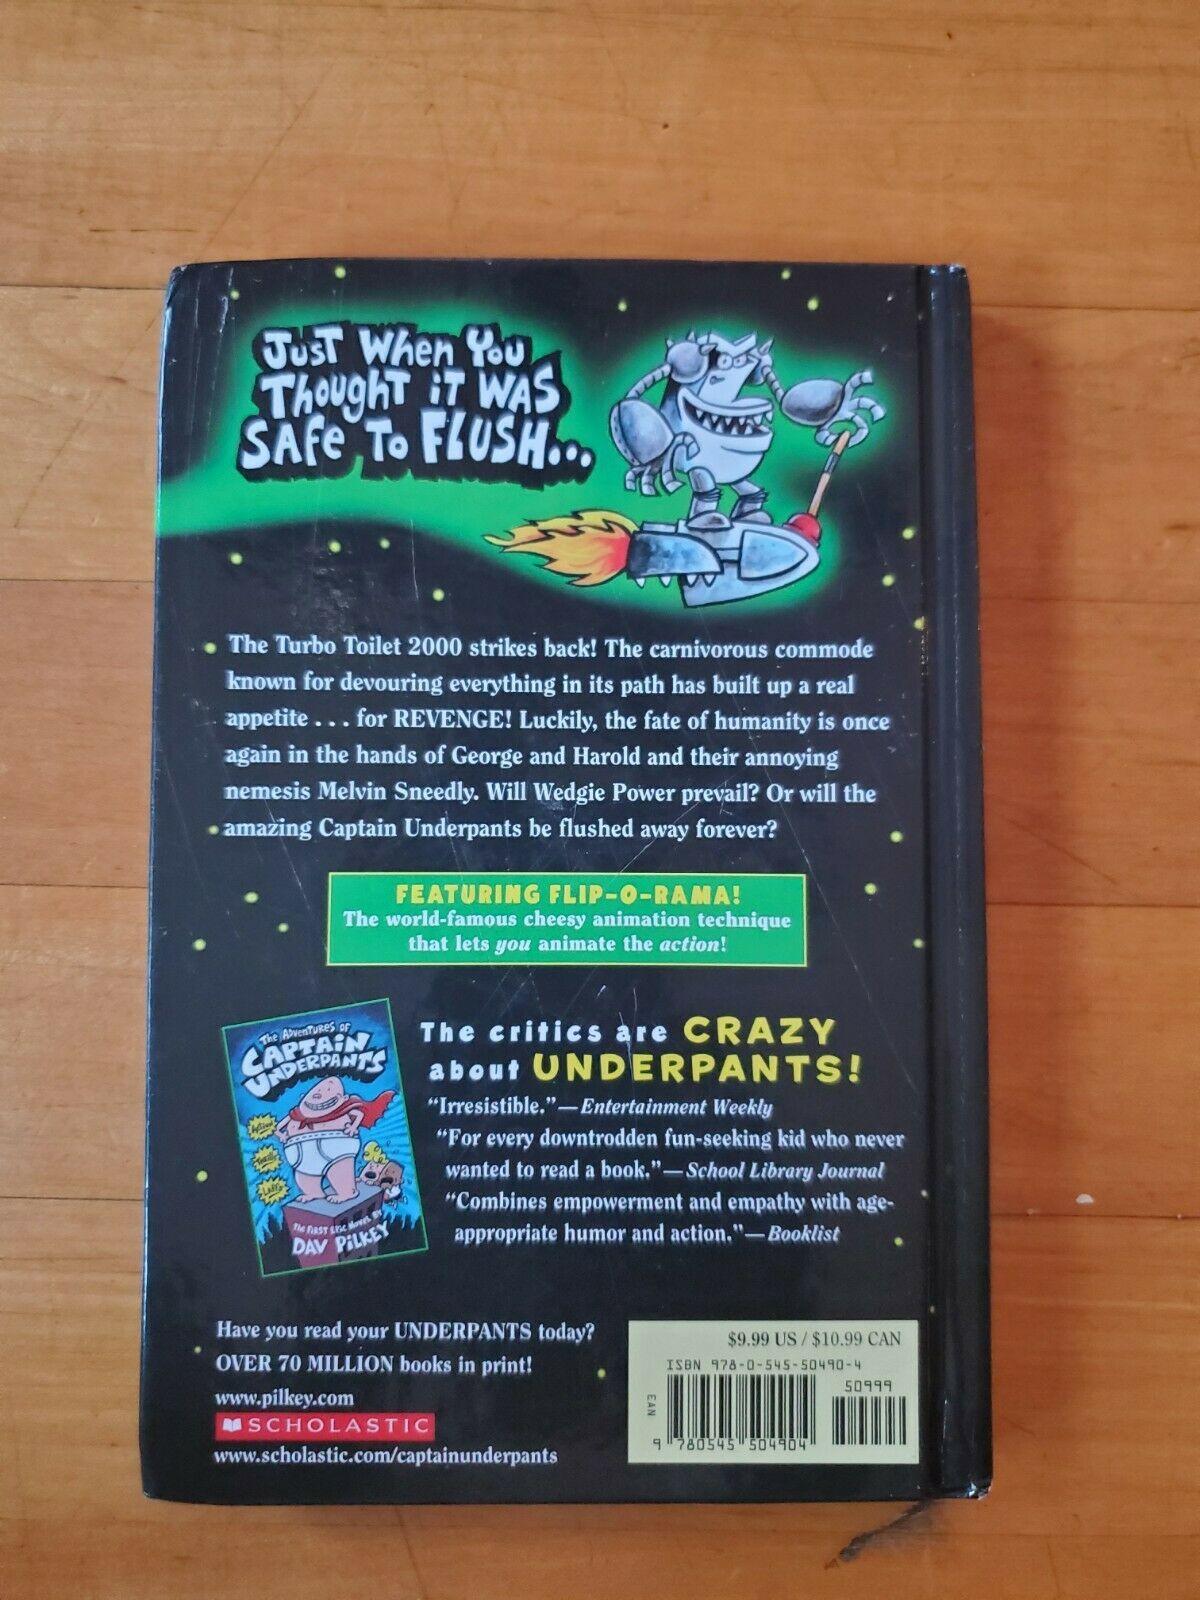 Just When You
Thought it Was
Safe to Flush...
The Turbo Toilet 2000 strikes back! The carnivorous commode
known for devouring everything in its path has built up a real
appetite . . . for REVENGE! Luckily, the fate of humanity is once
again in the hands of George and Harold and their annoying
nemesis Melvin Sneedly. Will Wedgie Power prevail? Or will the
amazing Captain Underpants be flushed away forever?
FEATURING FLIP-O-RAMA!
The world-famous cheesy animation technique
that lets you animate the action!
The Adventures of
Captain
Underpants
Action
Thrills
Laffs
The First Epic Novel by
Dav Pilkey
The critics are CRAZY
about UNDERPANTS!
“Irresistible.”—Entertainment Weekly
“For every downtrodden fun-seeking kid who never
wanted to read a book.”—School Library Journal
“Combines empowerment and empathy with age-
appropriate humor and action.”—Booklist
Have you read your UNDERPANTS today?
OVER 70 MILLION books in print!
www.pilkey.com
SCHOLASTIC
www.scholastic.com/captainunderpants
$9.99 US / $10.99 CAN
ISBN 978-0-545-50490-4
50999
EAN
9 780545 504904